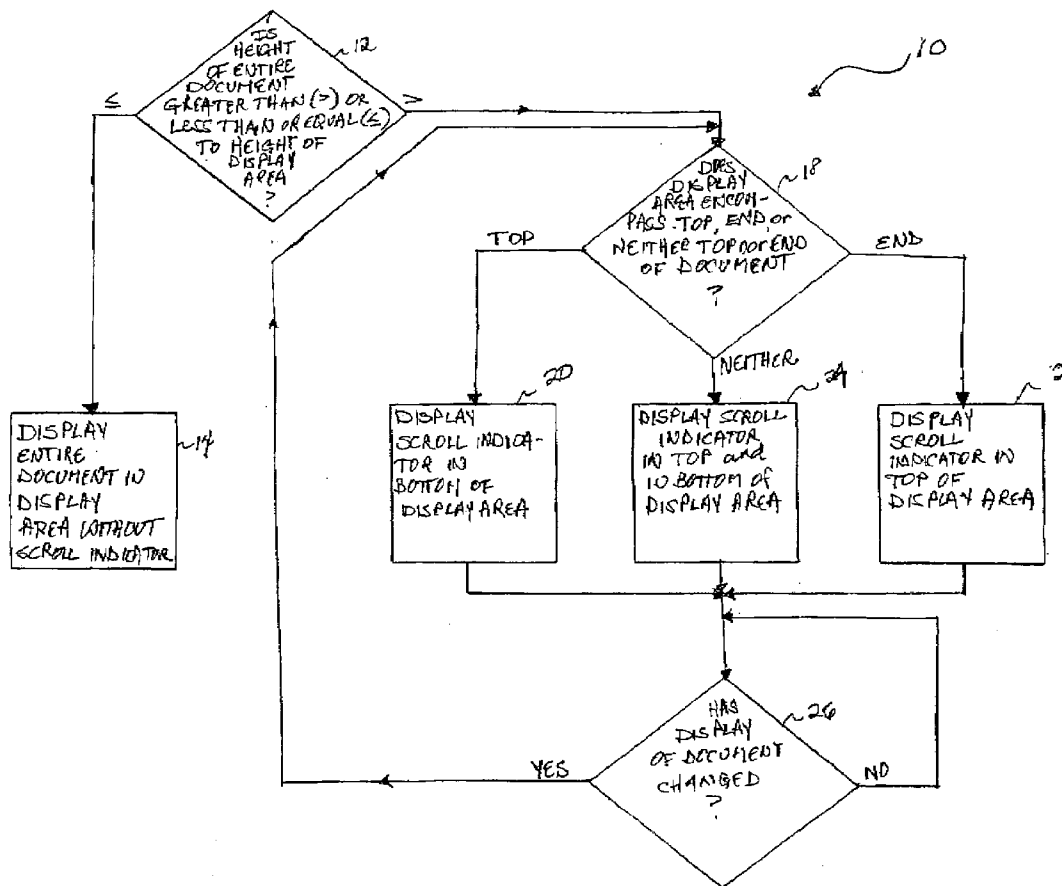 IS
HEIGHT
OF ENTIRE
DOCUMENT
GREATER THAN (>) OR
LESS THAN OR EQUAL (≤)
TO HEIGHT OF
DISPLAY
AREA
?
12
≤
>
10
DOES
DISPLAY
AREA ENCOM-
PASS TOP, END, or
NEITHER TOP nor END
OF DOCUMENT
?
18
TOP
END
NEITHER
DISPLAY
ENTIRE
DOCUMENT IN
DISPLAY
AREA WITHOUT
SCROLL INDICATOR
14
20
DISPLAY
SCROLL INDICA-
TOR IN
BOTTOM OF
DISPLAY AREA
24
DISPLAY SCROLL
INDICATOR
IN TOP and
IN BOTTOM OF
DISPLAY AREA
DISPLAY
SCROLL
INDICATOR IN
TOP OF
DISPLAY AREA
HAS
DISPLAY
OF DOCUMENT
CHANGED
?
26
YES
NO